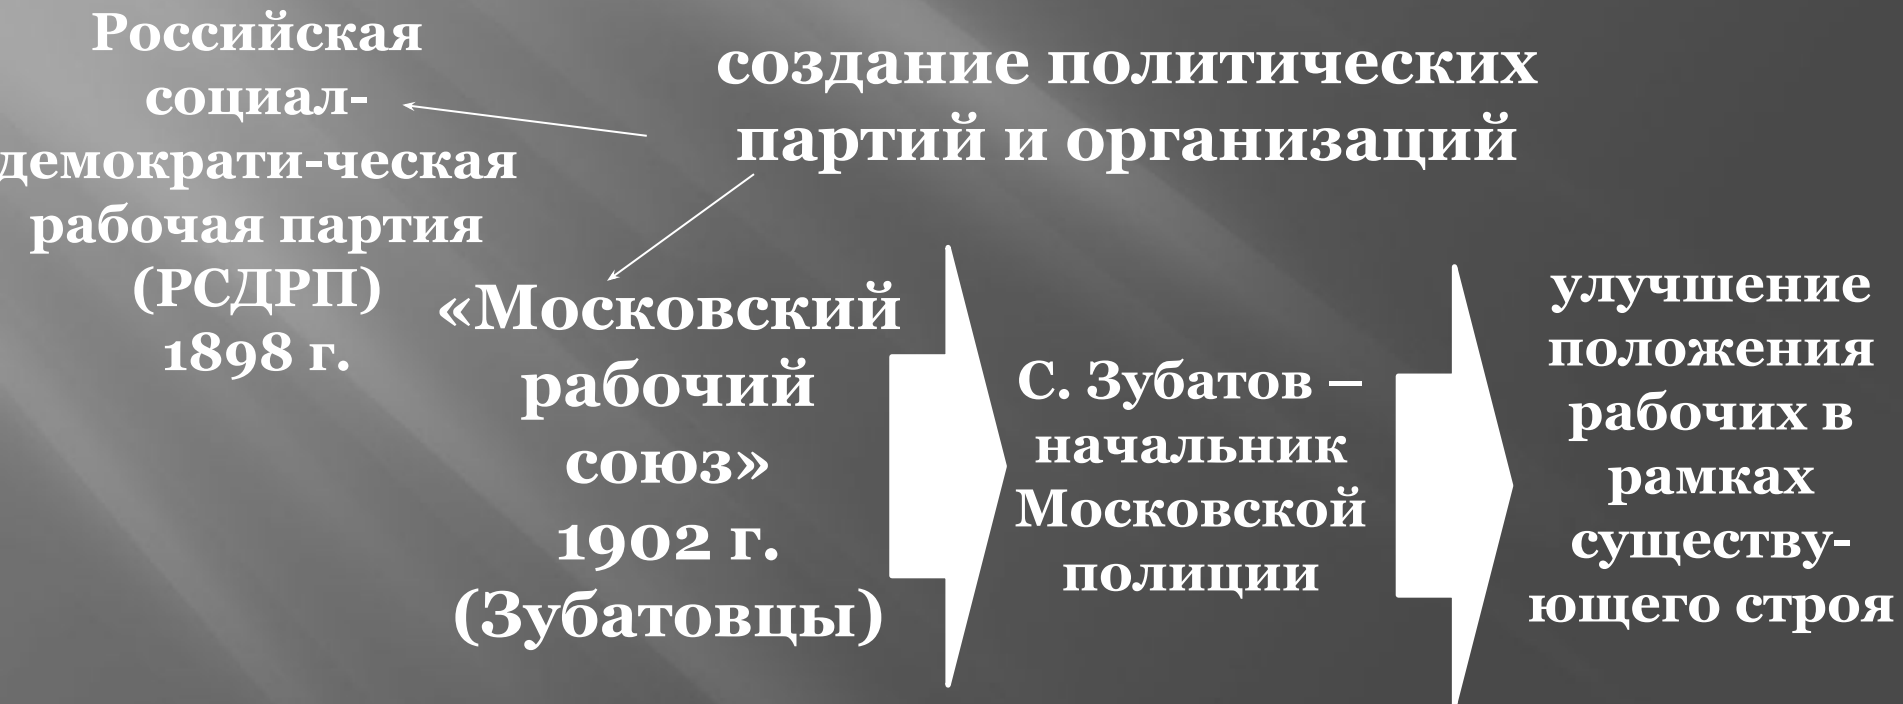 Российская
социал-
демократи-ческая
рабочая партия
(РСДРП)
1898 г.
создание политических
партий и организаций
«Московский
рабочий
союз»
1902 г.
(Зубатовцы)
С. Зубатов –
начальник
Московской
полиции
улучшение
положения
рабочих в
рамках
существу-
ющего строя